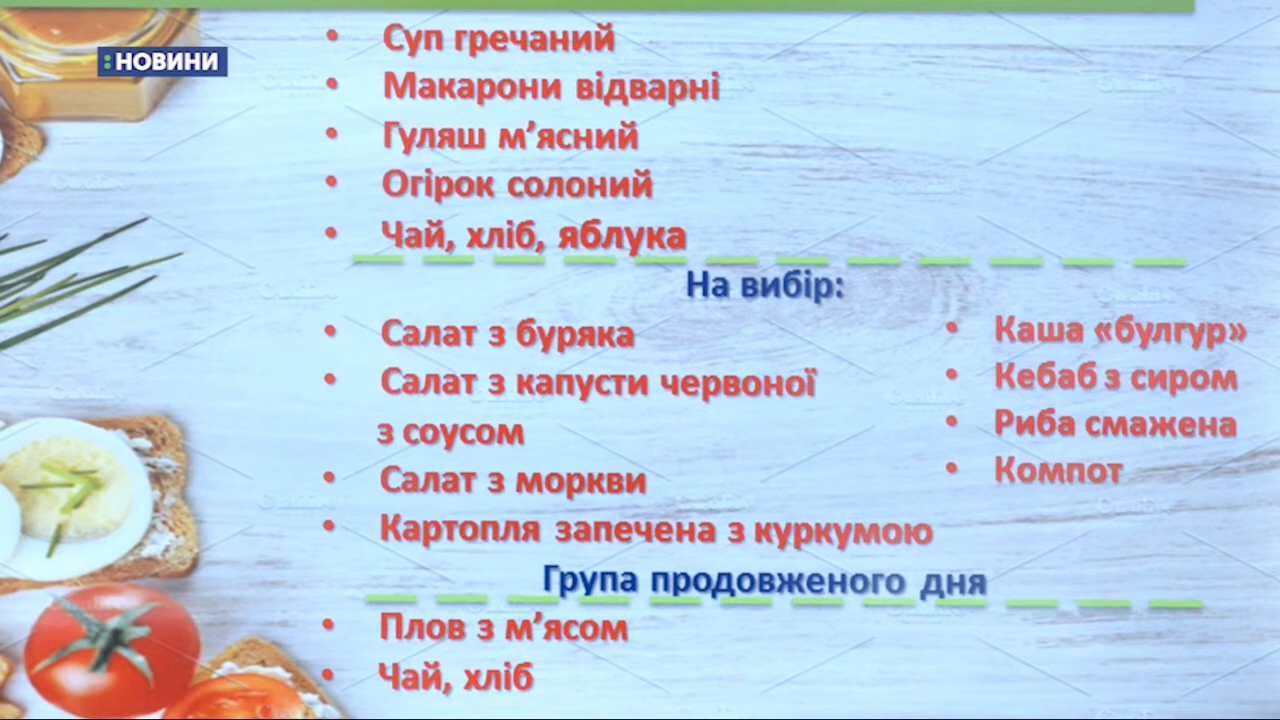 :НОВИНИ
• Суп гречаний
• Макарони відварні
• Гуляш м’ясний
• Огірок солоний
• Чай, хліб, яблука
На вибір:
• Салат з буряка
• Салат з капусти червоної
з соусом
• Салат з моркви
• Картопля запечена з куркумою
• Каша «булгур»
• Кебаб з сиром
• Риба смажена
• Компот
Група продовженого дня
• Плов з м’ясом
• Чай, хліб